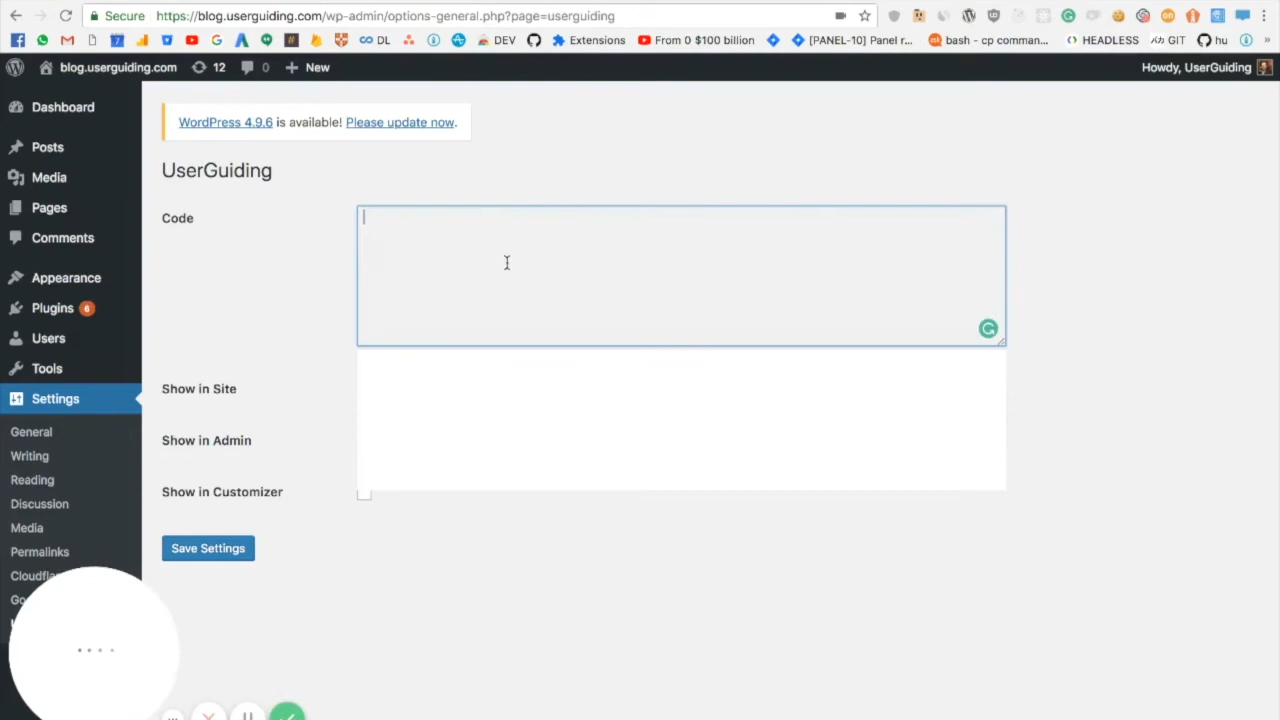 Secure https://blog.userguiding.com/wp-admin/options-general.php?page=userguiding
DL DEV Extensions From 0 $100 billion [PANEL-10] Panel r... bash - cp comman... HEADLESS GIT hu »
blog.userguiding.com 12 0 New Howdy, UserGuiding
Dashboard
Posts
Media
Pages
Comments
Appearance
Plugins 6
Users
Tools
Settings
General
Writing
Reading
Discussion
Media
Permalinks
WordPress 4.9.6 is available! Please update now.
UserGuiding
Code
Show in Site
Show in Admin
Show in Customizer
Save Settings